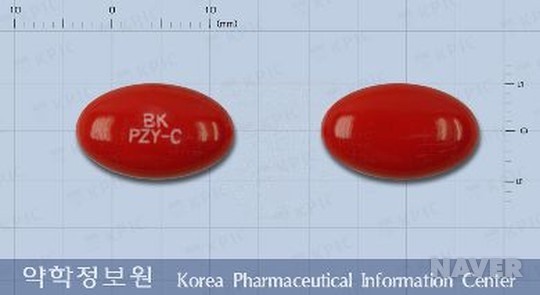 10 0 10 (mm)
BK
PZY-C
5
0
5
약학정보원 Korea Pharmaceutical Information Center
NAVER